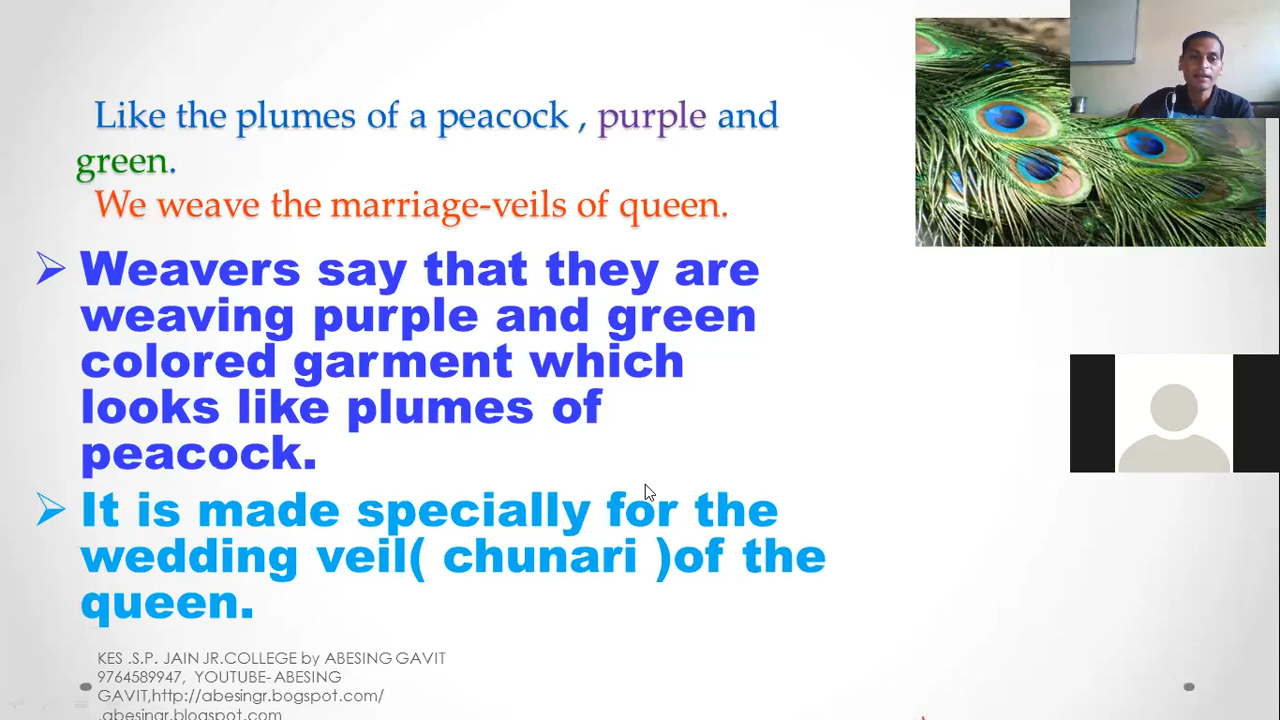 Like the plumes of a peacock , purple and
green.
We weave the marriage-veils of queen.
Weavers say that they are
weaving purple and green
colored garment which
looks like plumes of
peacock.
It is made specially for the
wedding veil( chunari )of the
queen.
KES .S.P. JAIN JR.COLLEGE by ABESING GAVIT
9764589947, YOUTUBE- ABESING
GAVIT,http://abesingr.bogspot.com/
.abesingr.blogspot.com